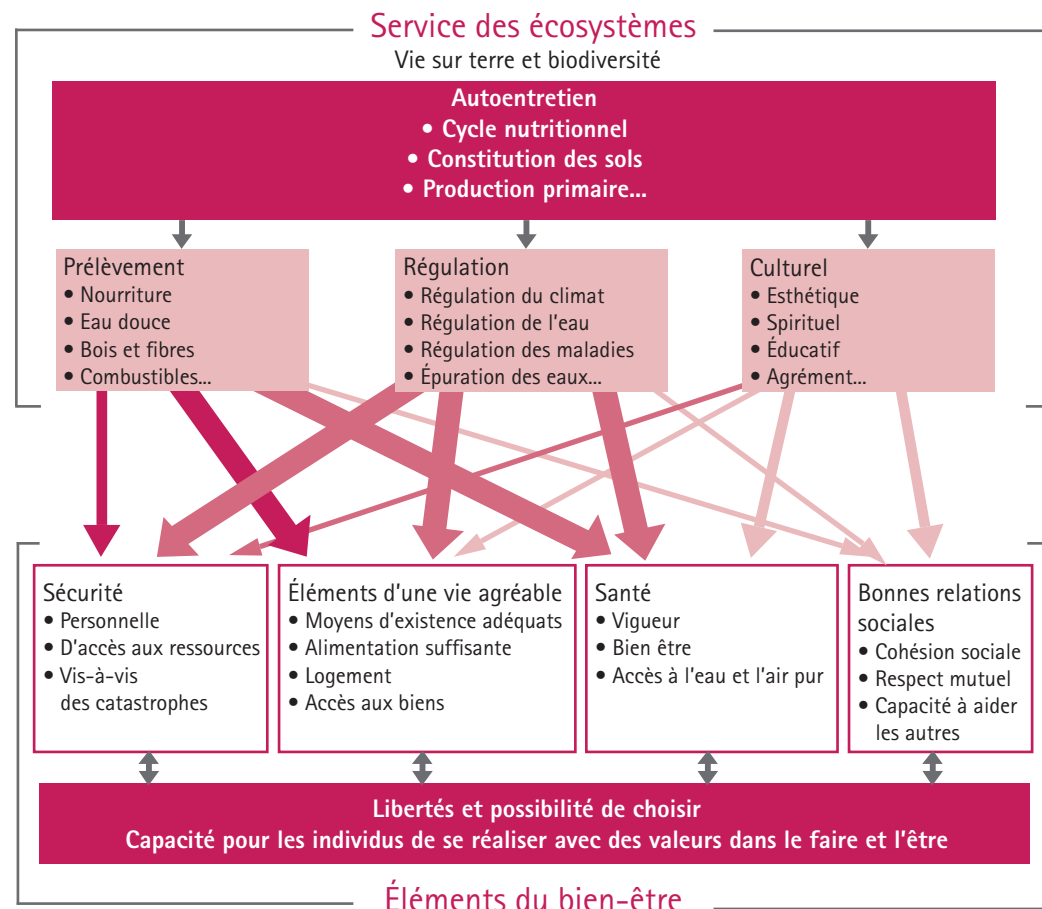 Service des écosystèmes
Vie sur terre et biodiversité
Autoentretien
• Cycle nutritionnel
• Constitution des sols
• Production primaire...
Prélèvement
• Nourriture
• Eau douce
• Bois et fibres
• Combustibles...
Régulation
• Régulation du climat
• Régulation de l'eau
• Régulation des maladies
• Épuration des eaux...
Culturel
• Esthétique
• Spirituel
• Éducatif
• Agrément...
Sécurité
• Personnelle
• D'accès aux ressources
• Vis-à-vis
des catastrophes
Éléments d'une vie agréable
• Moyens d'existence adéquats
• Alimentation suffisante
• Logement
• Accès aux biens
Santé
• Vigueur
• Bien être
• Accès à l'eau et l'air pur
Bonnes relations
sociales
• Cohésion sociale
• Respect mutuel
• Capacité à aider
les autres
Libertés et possibilité de choisir
Capacité pour les individus de se réaliser avec des valeurs dans le faire et l'être
Éléments du bien-être